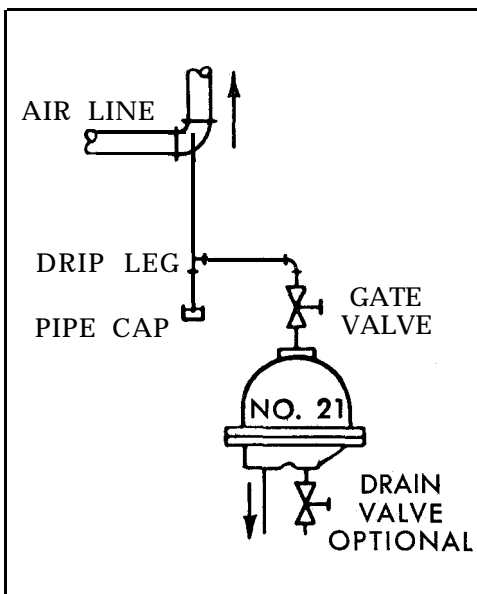 AIR LINE
DRIP LEG
PIPE CAP
GATE
VALVE
NO. 21
DRAIN
VALVE
OPTIONAL